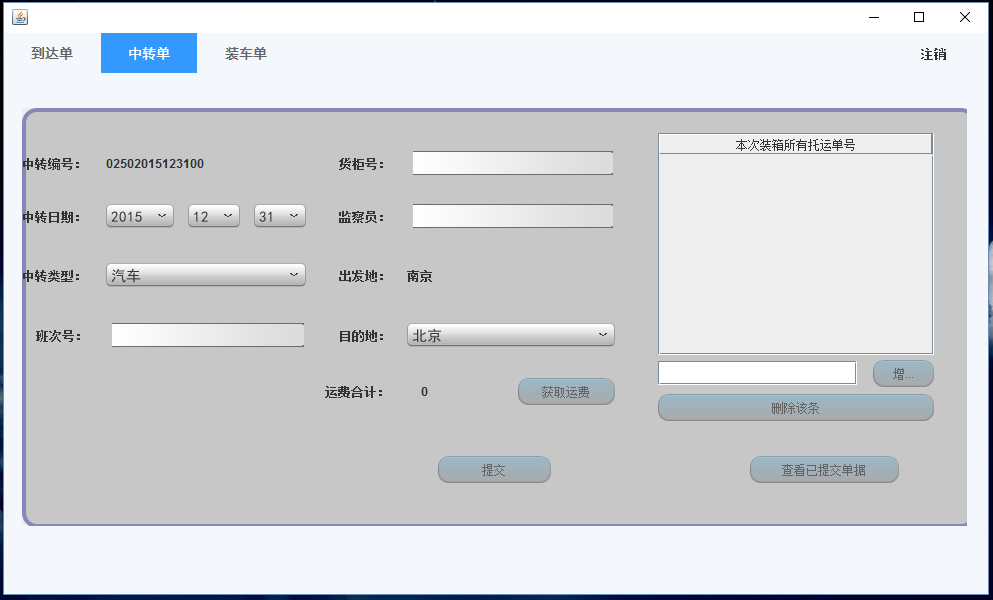 到达单 中转单 装车单 注销
中转编号: 02502015123100 货柜号: 本次装箱所有托运单号
中转日期: 2015 12 31 监察员:
中转类型: 汽车 出发地: 南京
班次号: 目的地: 北京
增...
运费合计: 0 获取运费
删除该条
提交 查看已提交单据